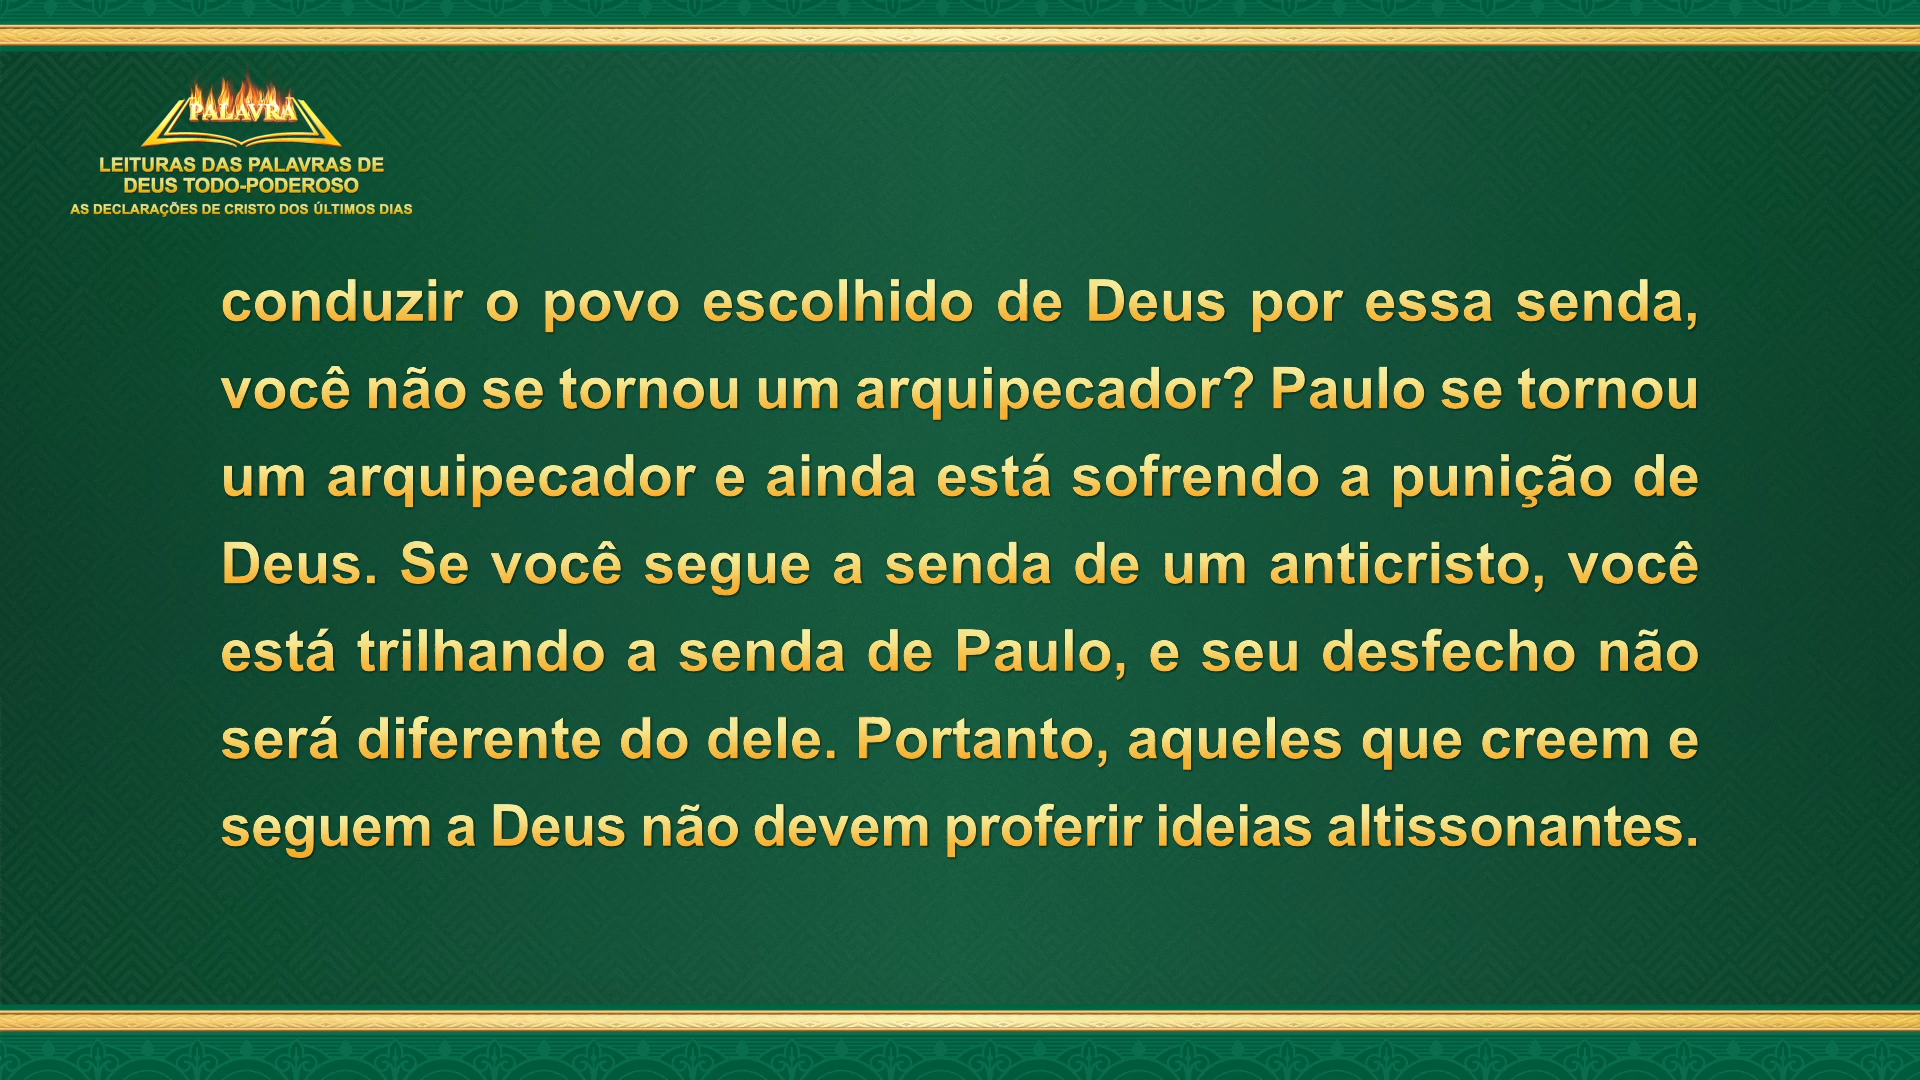 PALAVRA
LEITURAS DAS PALAVRAS DE
DEUS TODO-PODEROSO
AS DECLARAÇÕES DE CRISTO DOS ÚLTIMOS DIAS
conduzir o povo escolhido de Deus por essa senda,
você não se tornou um arquipecador? Paulo se tornou
um arquipecador e ainda está sofrendo a punição de
Deus. Se você segue a senda de um anticristo, você
está trilhando a senda de Paulo, e seu desfecho não
será diferente do dele. Portanto, aqueles que creem e
seguem a Deus não devem proferir ideias altissonantes.